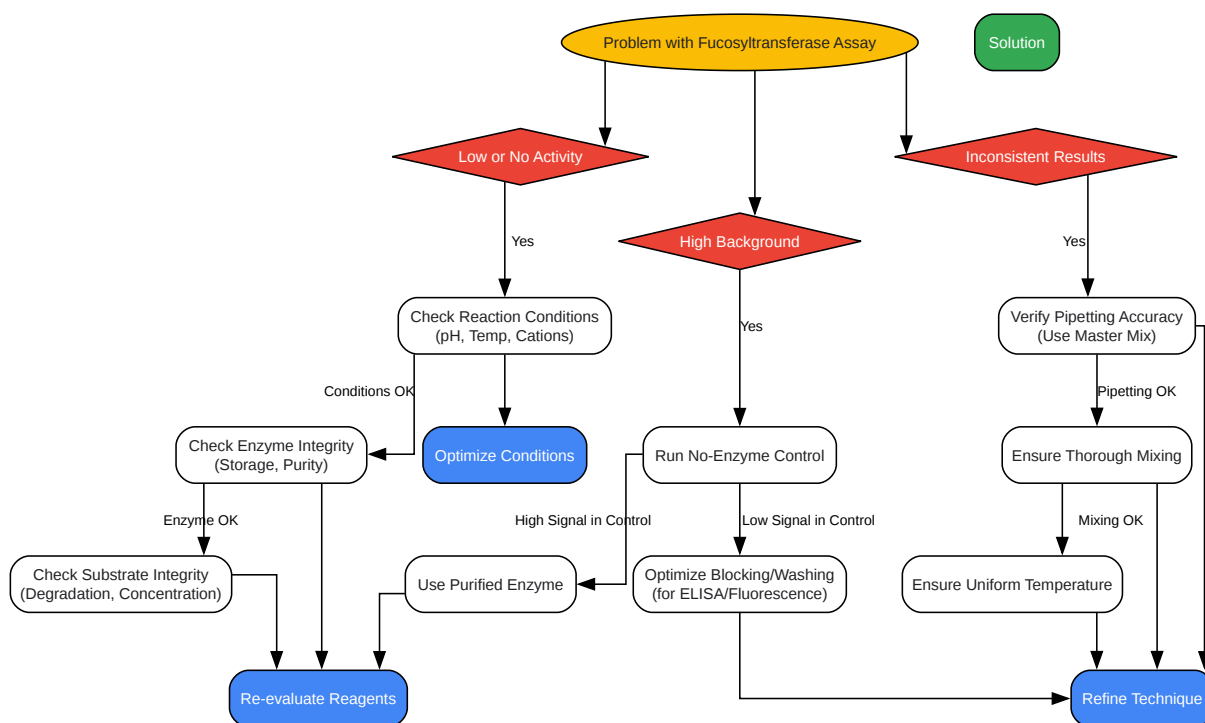 Problem with Fucosyltransferase Assay
Solution
Low or No Activity
Inconsistent Results
High Background
Yes
Yes
Yes
Check Reaction Conditions
(pH, Temp, Cations)
Verify Pipetting Accuracy
(Use Master Mix)
Conditions OK
Pipetting OK
Check Enzyme Integrity
(Storage, Purity)
Optimize Conditions
Run No-Enzyme Control
Ensure Thorough Mixing
Enzyme OK
High Signal in Control
Low Signal in Control
Mixing OK
Check Substrate Integrity
(Degradation, Concentration)
Use Purified Enzyme
Optimize Blocking/Washing
(for ELISA/Fluorescence)
Ensure Uniform Temperature
Re-evaluate Reagents
Refine Technique